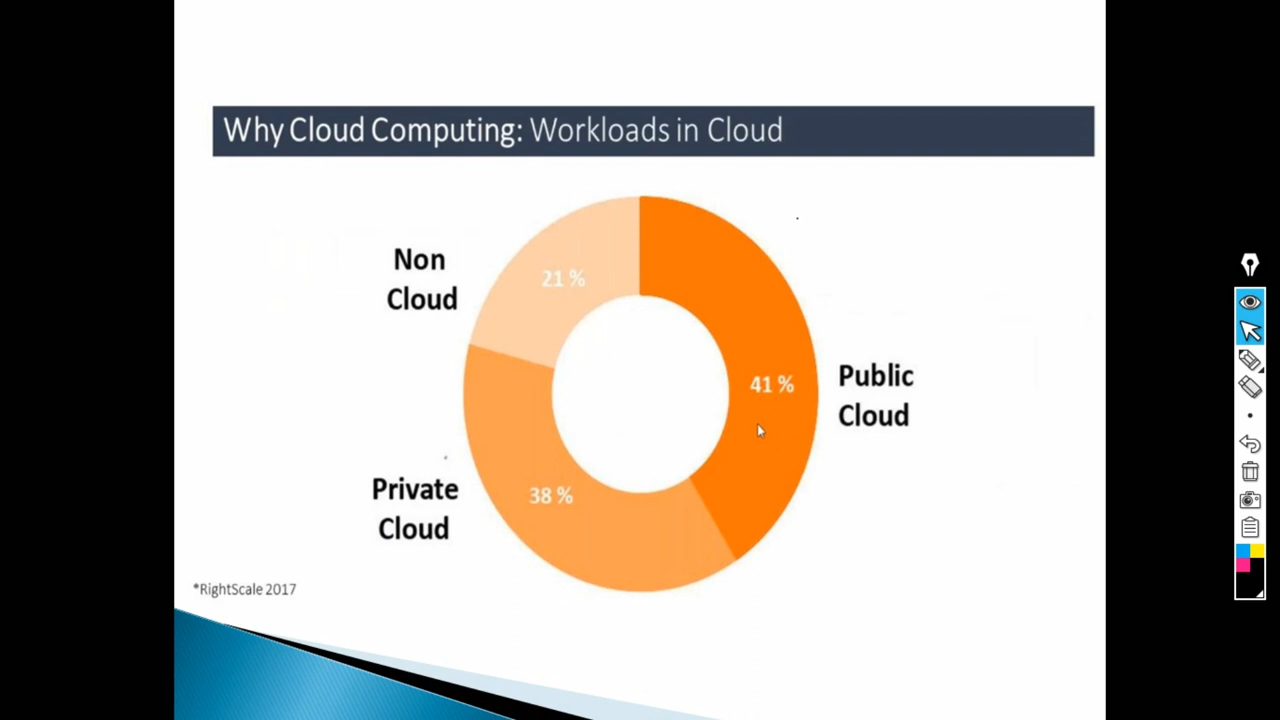 Why Cloud Computing: Workloads in Cloud
Non
Cloud
21 %
41 %
Public
Cloud
Private
Cloud
38 %
*RightScale 2017